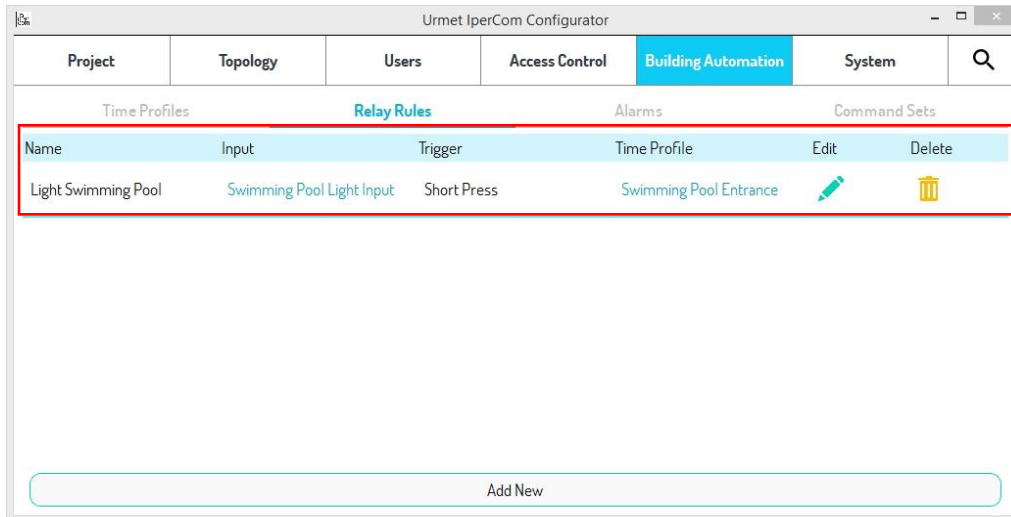 Urmet IperCom Configurator
Project Topology Users Access Control Building Automation System
Time Profiles Relay Rules Alarms Command Sets
Name Input Trigger Time Profile Edit Delete
Light Swimming Pool Swimming Pool Light Input Short Press Swimming Pool Entrance
Add New